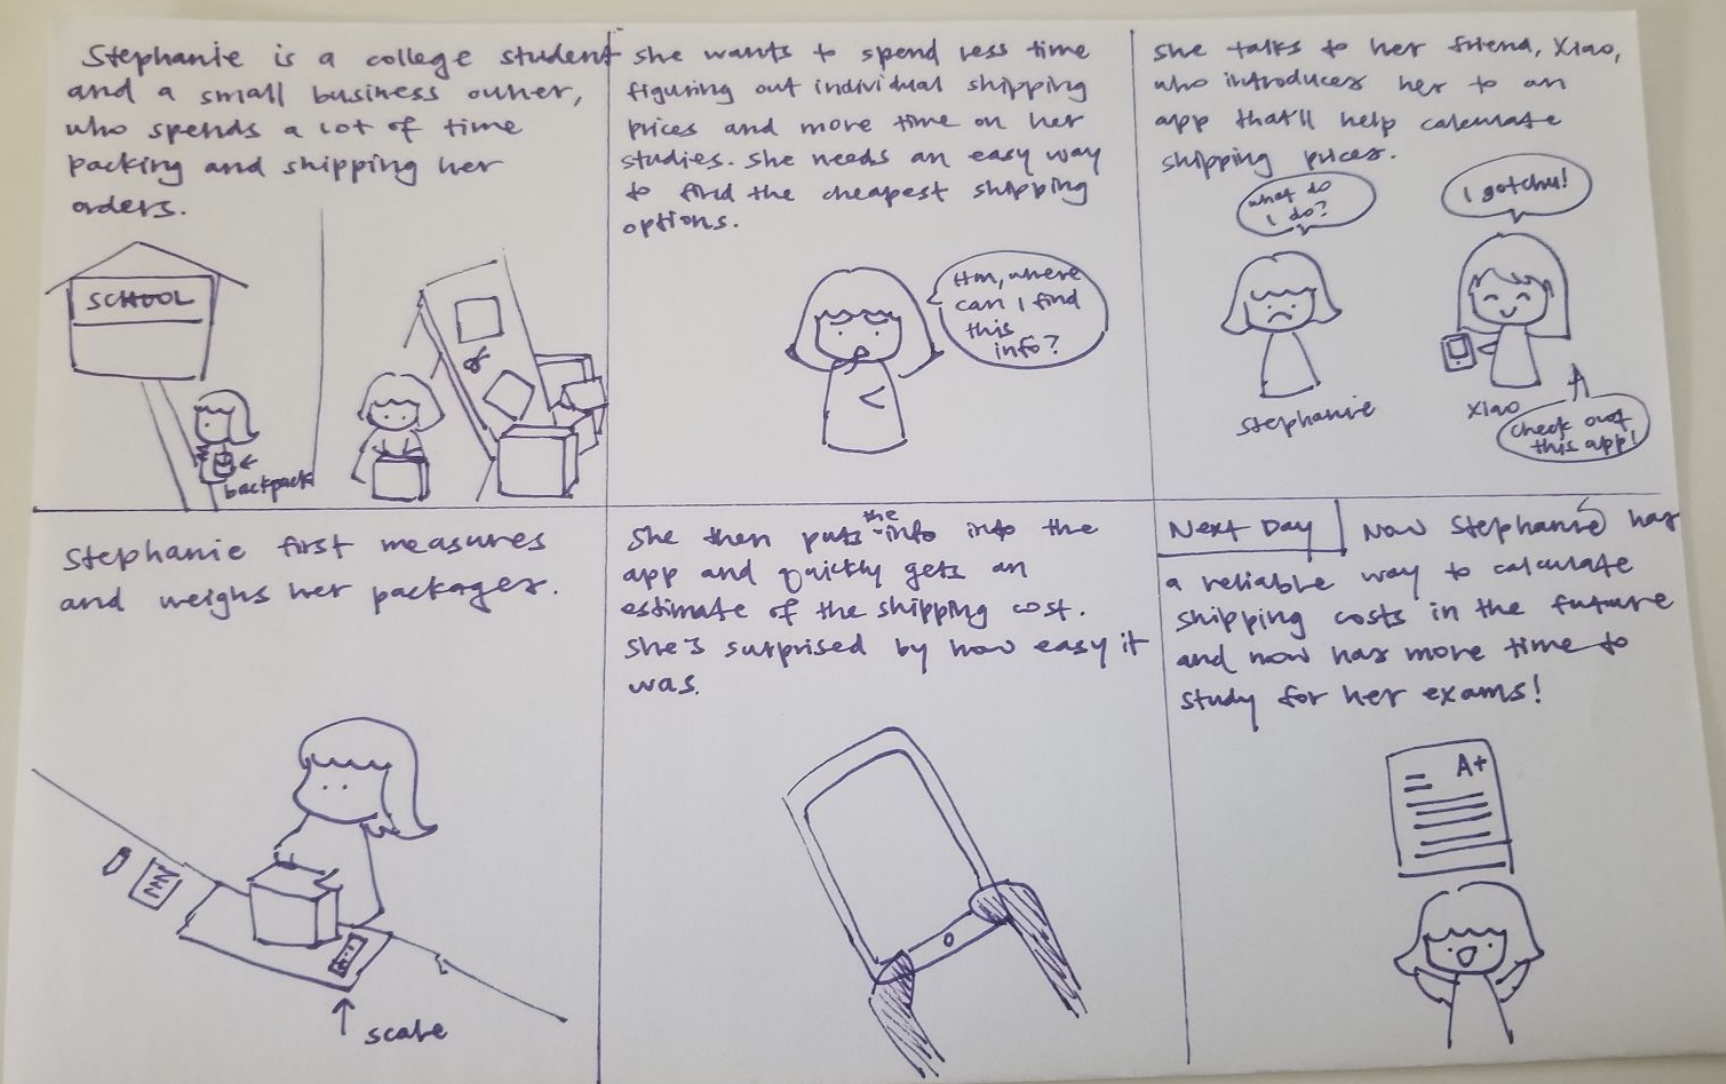 Stephanie is a college student
and a small business owner,
who spends a lot of time
packing and shipping her
orders.
SCHOOL
backpack
She wants to spend less time
figuring out individual shipping
prices and more time on her
studies. She needs an easy way
to find the cheapest shipping
options.
Hm, where
can I find
this
info?
She talks to her friend, Xiao,
who introduces her to an
app that'll help calculate
shipping prices.
what do
I do?
I gotchu!
Stephanie
Xiao
Check out
this app!
Stephanie first measures
and weighs her packages.
scale
She then puts the info into the
app and quickly gets an
estimate of the shipping cost.
She's surprised by how easy it
was.
Next Day
Now Stephanie has
a reliable way to calculate
shipping costs in the future
and now has more time to
study for her exams!
A+